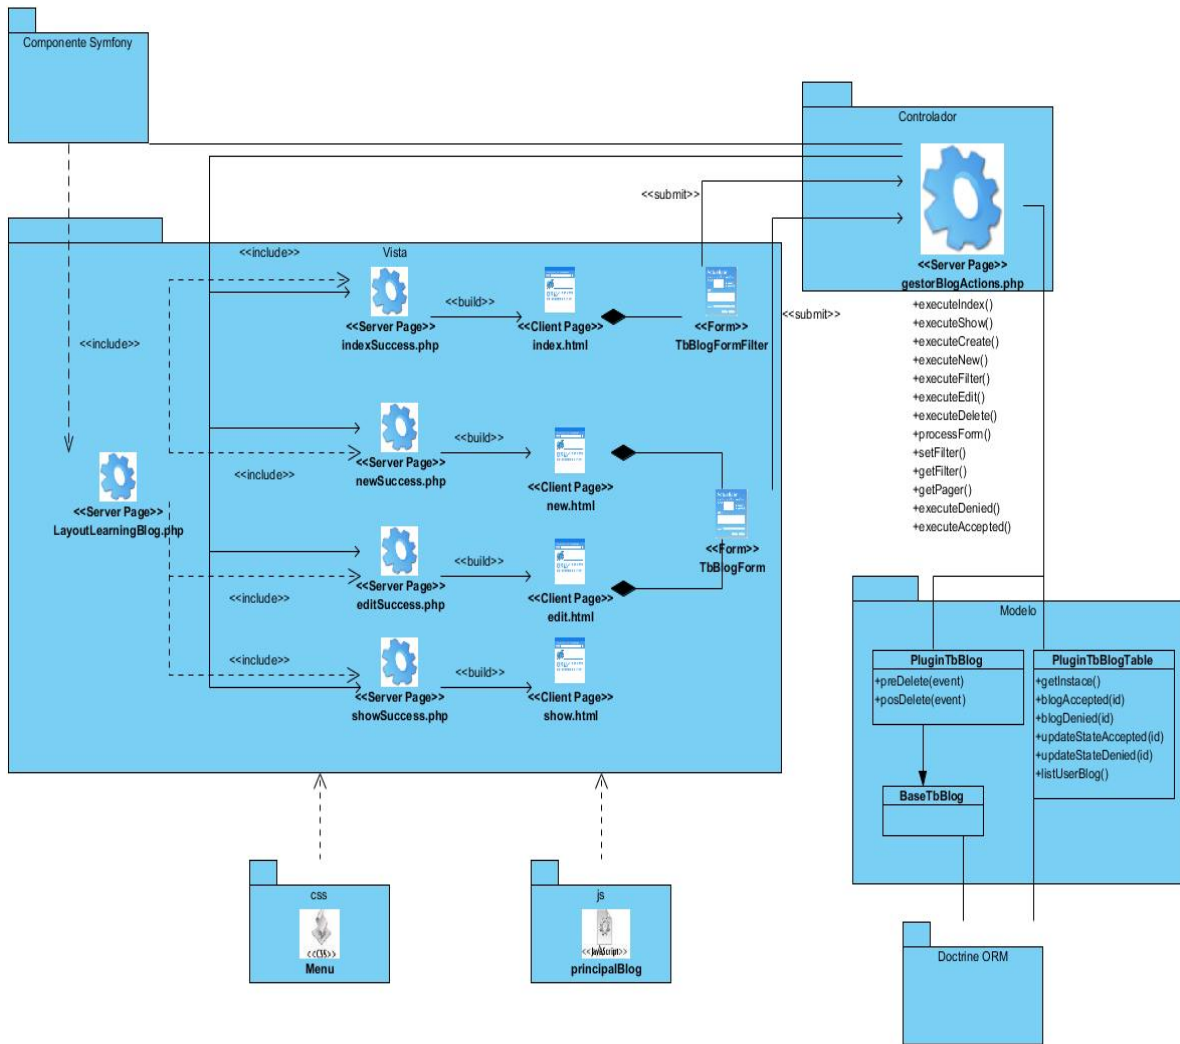 Componente Symfony
Controlador
<<submit>>
<<Server Page>>
gestorBlogActions.php
+executeIndex()
+executeShow()
+executeCreate()
+executeNew()
+executeFilter()
+executeEdit()
+executeDelete()
+processForm()
+setFilter()
+getFilter()
+getPager()
+executeDenied()
+executeAccepted()
Vista
<<include>>
<<include>>
<<build>>
<<Server Page>>
indexSuccess.php
<<Client Page>>
index.html
<<Form>>
TbBlogFormFilter
<<submit>>
<<build>>
<<Server Page>>
newSuccess.php
<<include>>
<<Client Page>>
new.html
<<Server Page>>
LayoutLearningBlog.php
<<Form>>
TbBlogForm
<<build>>
<<Server Page>>
editSuccess.php
<<include>>
<<Client Page>>
edit.html
<<include>>
<<build>>
<<Server Page>>
showSuccess.php
<<Client Page>>
show.html
Modelo
PluginTbBlog
+preDelete(event)
+posDelete(event)
PluginTbBlogTable
+getInstace()
+blogAccepted(id)
+blogDenied(id)
+updateStateAccepted(id)
+updateStateDenied(id)
+listUserBlog()
BaseTbBlog
css
<<CSS>>
Menu
js
<<JavaScript>>
principalBlog
Doctrine ORM